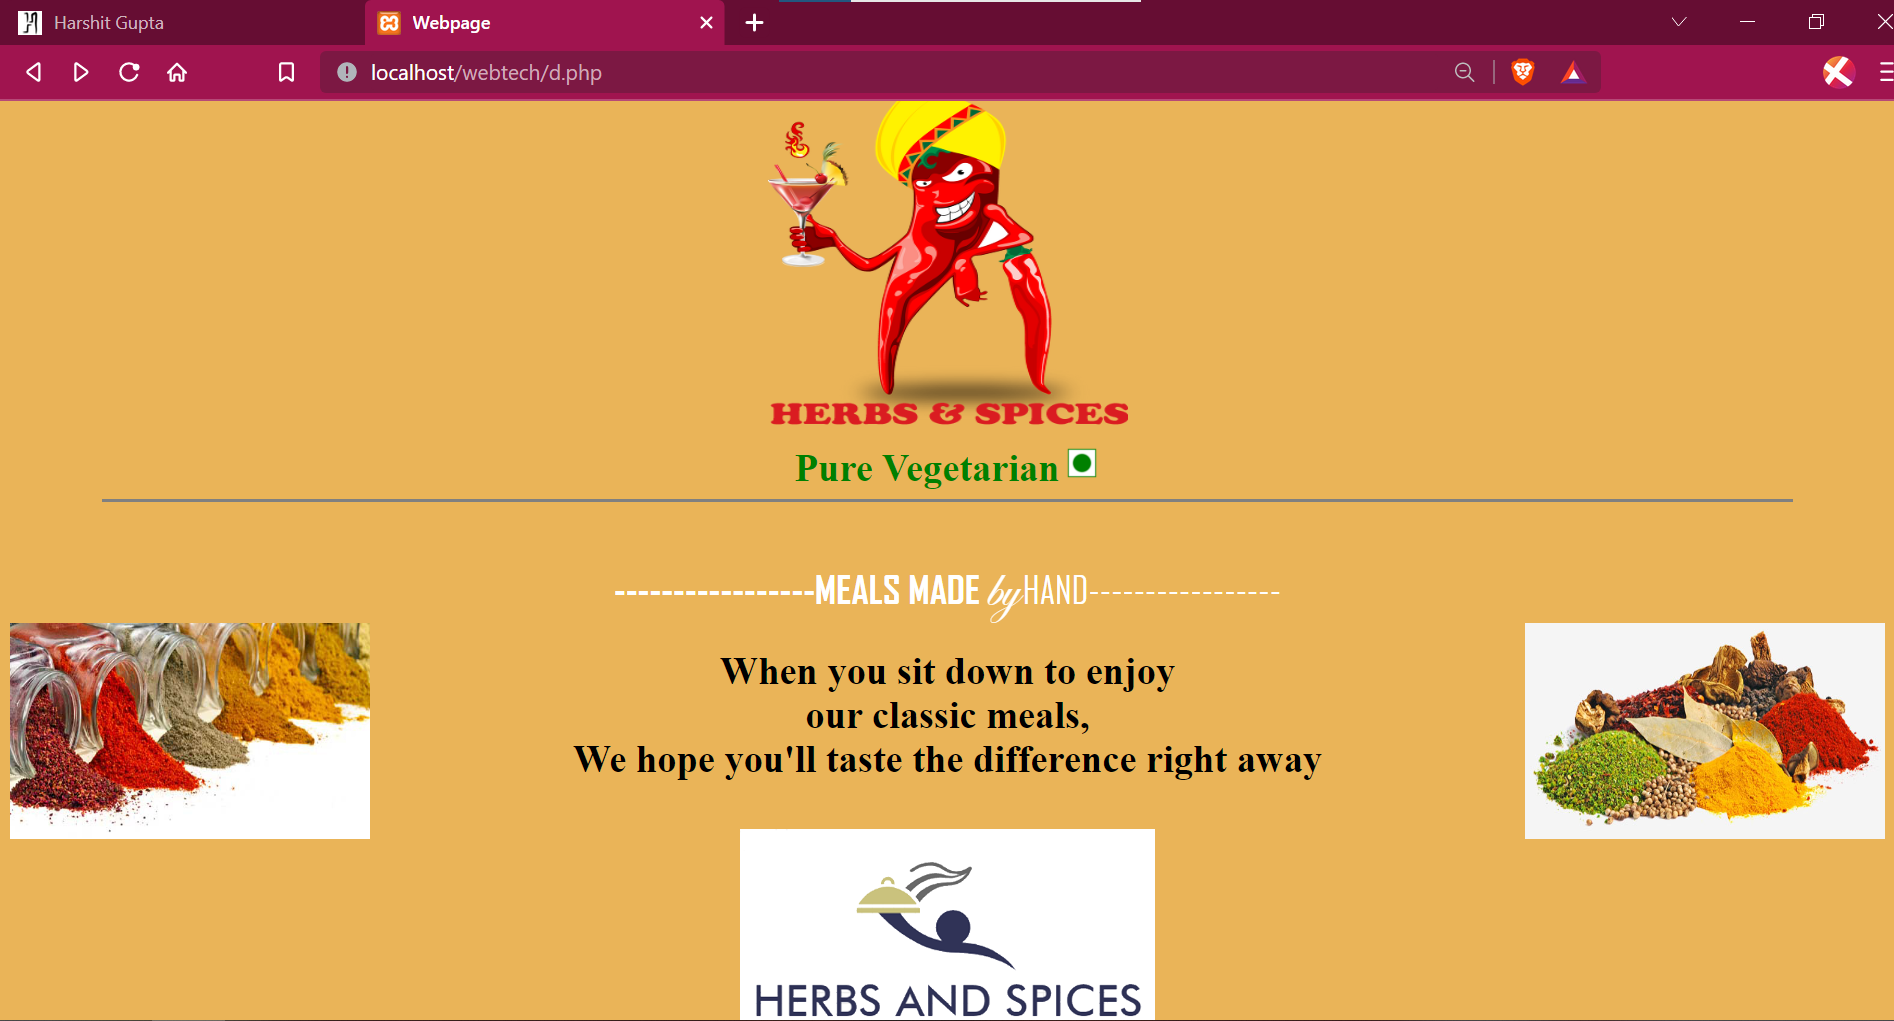 Harshit Gupta
Webpage
localhost/webtech/d.php
HERBS & SPICES
Pure Vegetarian
-----------------MEALS MADE by HAND-----------------
When you sit down to enjoy
our classic meals,
We hope you'll taste the difference right away
HERBS AND SPICES